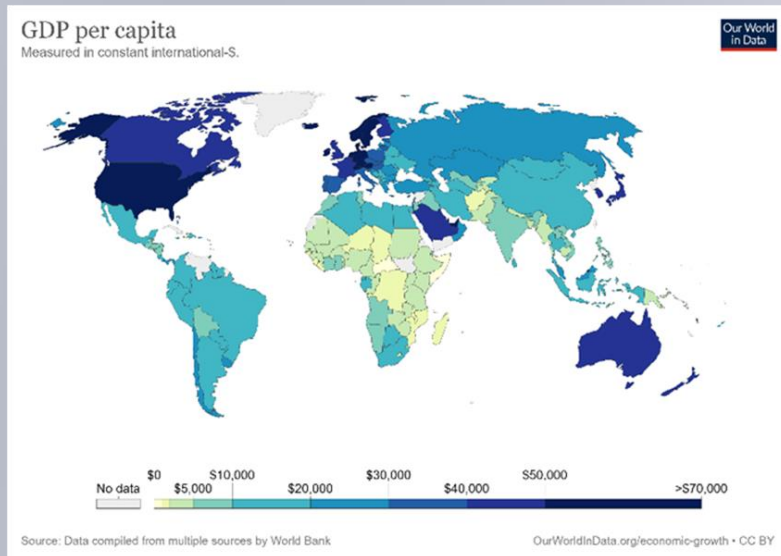 GDP per capita
Measured in constant international-$.
Our World
in Data
$0 $10,000 $30,000 $50,000 >$70,000
No data $5,000 $20,000 $40,000
Source: Data compiled from multiple sources by World Bank
OurWorldInData.org/economic-growth • CC BY